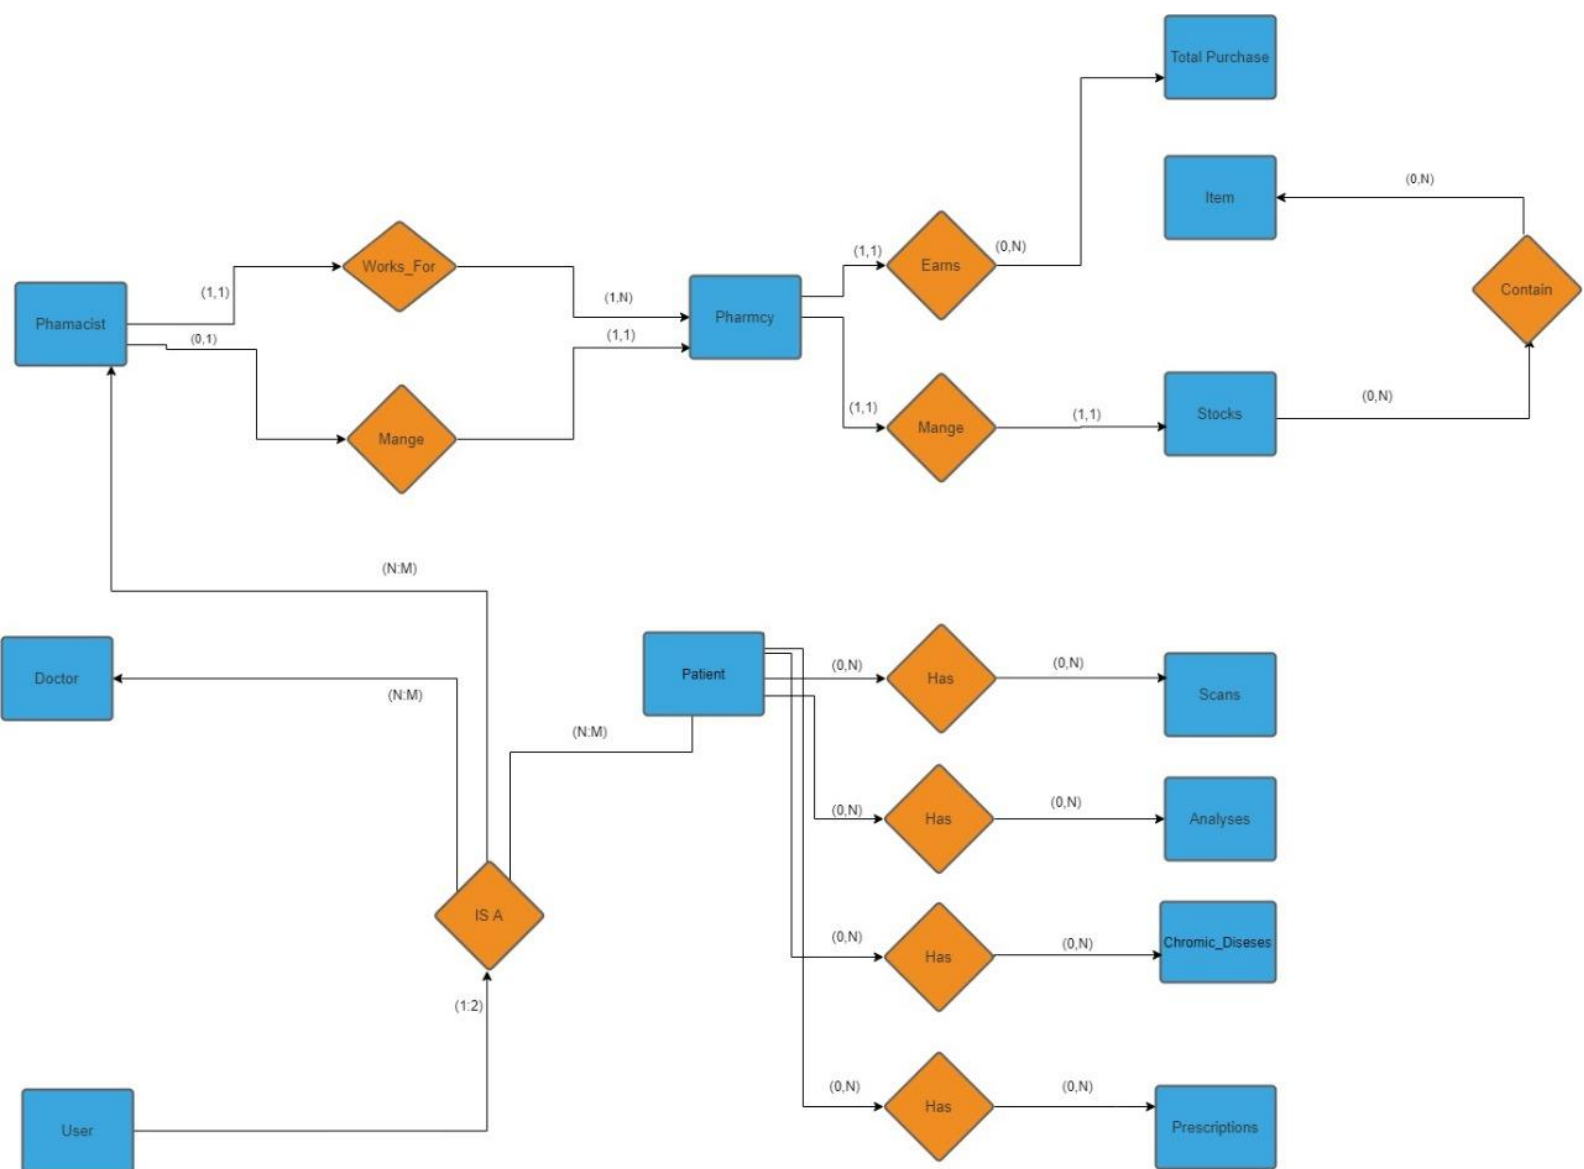 Total Purchase
(0,N)
Item
Works_For
(1,1)
Earns
(0,N)
Contain
(1,1)
(1,N)
Phamacist
Pharmcy
(0,1)
(1,1)
(0,N)
(1,1)
(1,1)
Stocks
Mange
Mange
(N:M)
(0,N)
(0,N)
Doctor
Patient
Has
Scans
(N:M)
(N:M)
(0,N)
(0,N)
Has
Analyses
IS A
(0,N)
(0,N)
Chromic_Diseses
Has
(1:2)
(0,N)
(0,N)
Has
User
Prescriptions